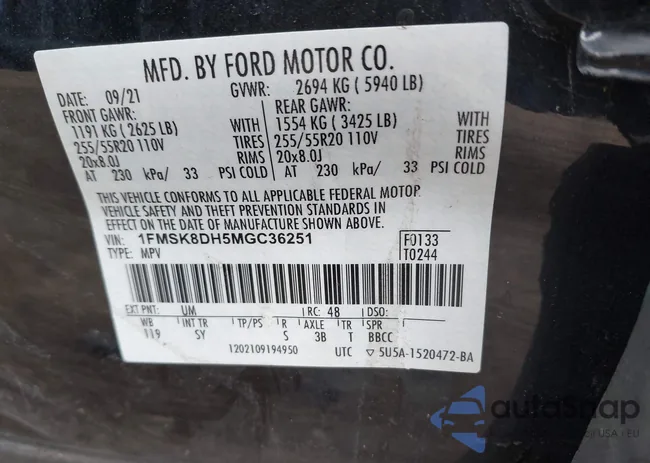 MFD. BY FORD MOTOR CO.
DATE: 09/21 GVWR: 2694 KG ( 5940 LB)
FRONT GAWR: REAR GAWR:
1191 KG ( 2625 LB) WITH 1554 KG ( 3425 LB) WITH
255/55R20 110V TIRES 255/55R20 110V TIRES
20x8.0J RIMS 20x8.0J RIMS
AT 230 kPa/ 33 PSI COLD AT 230 kPa/ 33 PSI COLD
THIS VEHICLE CONFORMS TO ALL APPLICABLE FEDERAL MOTOR
VEHICLE SAFETY AND THEFT PREVENTION STANDARDS IN
EFFECT ON THE DATE OF MANUFACTURE SHOWN ABOVE.
VIN: 1FMSK8DH5MGC36251 F0133
TYPE: MPV T0244
EXT PNT: UM RC: 48 DSO:
WB INT TR TP/PS R AXLE TR SPR
119 SY S 3B T BBCC
1202109194950 UTC 5U5A-1520472-BA
autoSnap
USA - EU